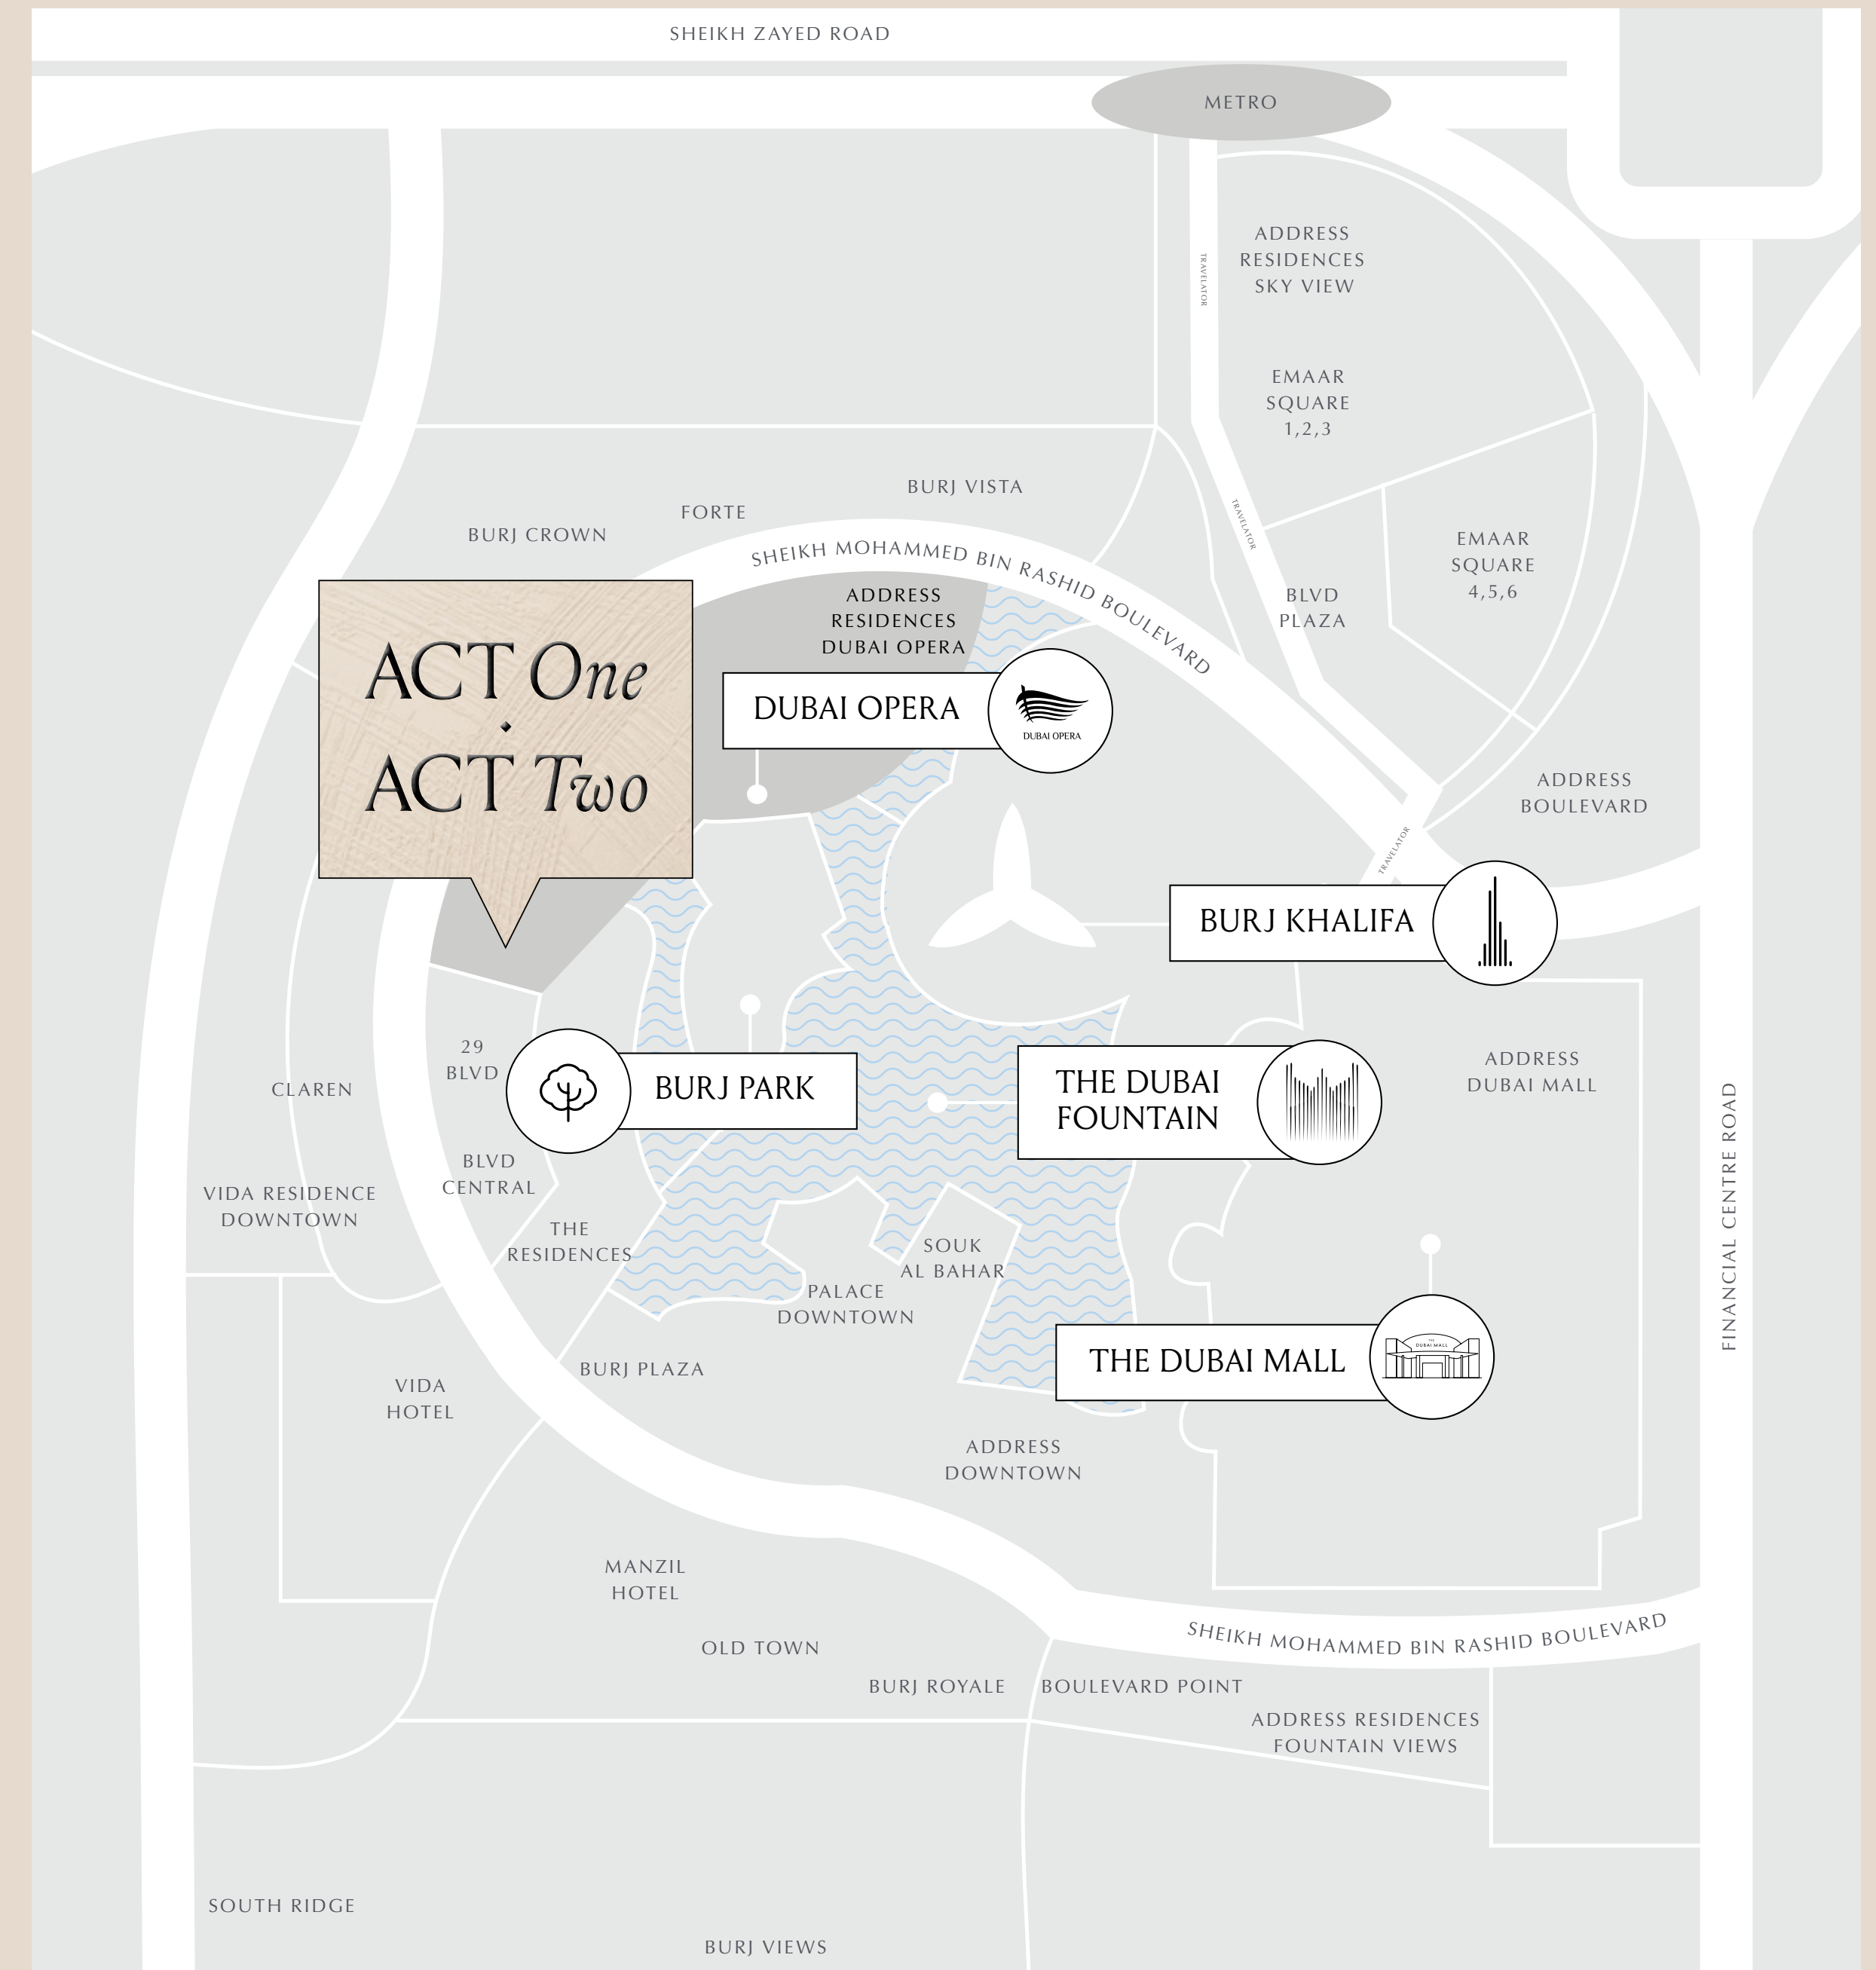 SHEIKH ZAYED ROAD
METRO
TRAVELATOR
ADDRESS
RESIDENCES
SKY VIEW
EMAAR
SQUARE
1,2,3
BURJ VISTA
FORTE
BURJ CROWN
TRAVELATOR
EMAAR
SQUARE
4,5,6
SHEIKH MOHAMMED BIN RASHID BOULEVARD
BLVD
PLAZA
ADDRESS
RESIDENCES
DUBAI OPERA
ACT One
ACT Two
DUBAI OPERA
DUBAI OPERA
ADDRESS
BOULEVARD
TRAVELATOR
BURJ KHALIFA
29
BLVD
CLAREN
BURJ PARK
THE DUBAI
FOUNTAIN
ADDRESS
DUBAI MALL
FINANCIAL CENTRE ROAD
BLVD
CENTRAL
VIDA RESIDENCE
DOWNTOWN
THE
RESIDENCES
SOUK
AL BAHAR
PALACE
DOWNTOWN
THE DUBAI MALL
THE
DUBAI MALL
BURJ PLAZA
VIDA
HOTEL
ADDRESS
DOWNTOWN
MANZIL
HOTEL
OLD TOWN
SHEIKH MOHAMMED BIN RASHID BOULEVARD
BURJ ROYALE
BOULEVARD POINT
ADDRESS RESIDENCES
FOUNTAIN VIEWS
SOUTH RIDGE
BURJ VIEWS